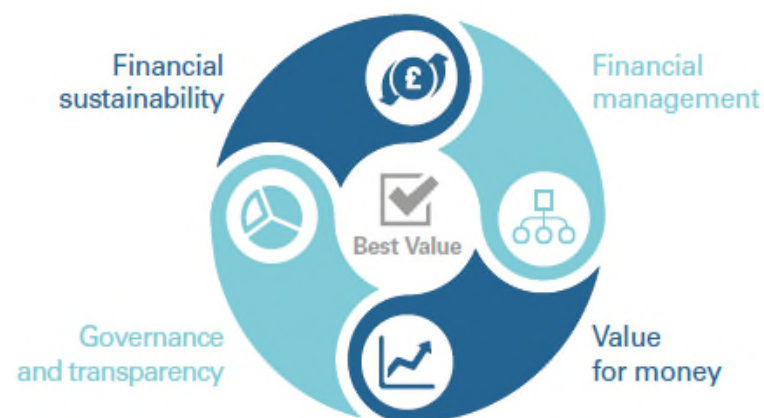 Financial
sustainability
£
Financial
management
Best Value
Governance
and transparency
Value
for money